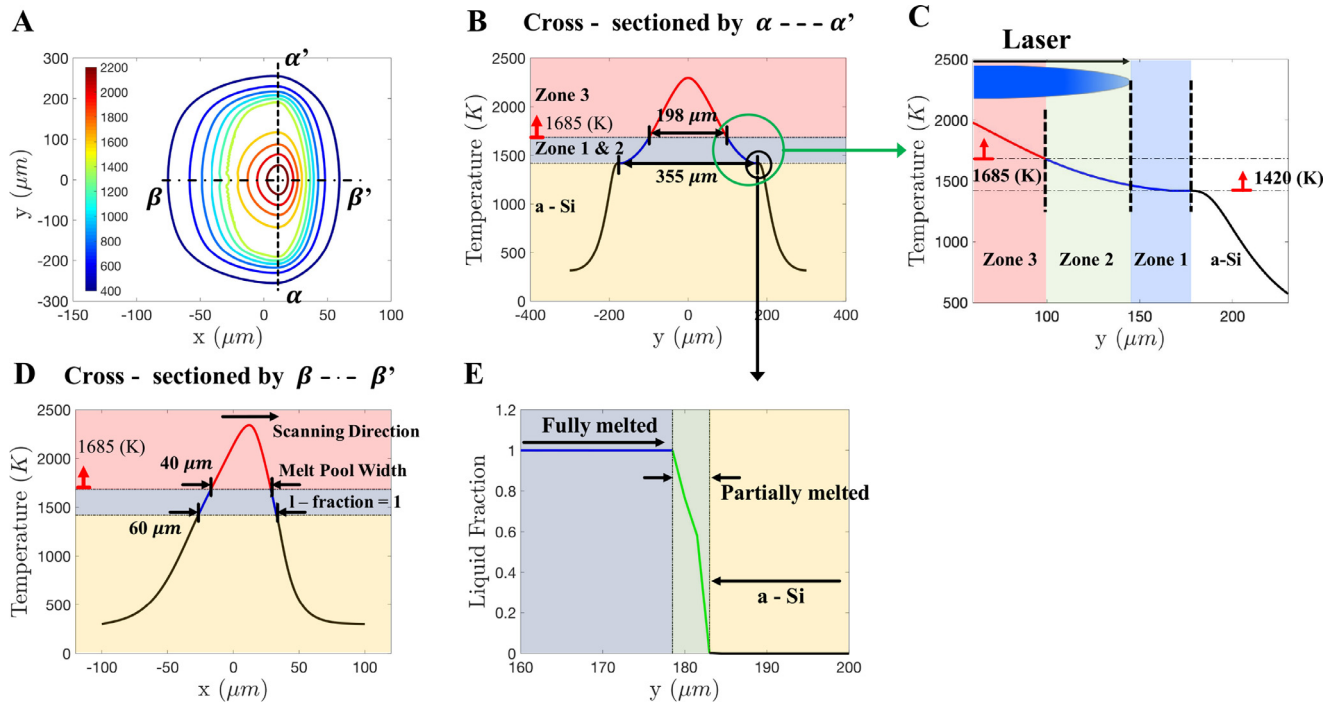 A
y (μm)
300
200
100
0
-100
-200
-300
-150
-100
-50
0
50
100
150
x (μm)
2200
2000
1800
1600
1400
1200
1000
800
600
400
α'
β
β'
α
B
Cross - sectioned by α - - - α'
Temperature (K)
2500
2000
1500
1000
500
0
-400
-200
0
200
400
y (μm)
Zone 3
1685 (K)
198 μm
Zone 1 & 2
355 μm
a - Si
C
Laser
Temperature (K)
2500
2000
1500
1000
500
100
150
200
y (μm)
1685 (K)
1420 (K)
Zone 3
Zone 2
Zone 1
a-Si
D
Cross - sectioned by β - · - β'
Temperature (K)
2500
2000
1500
1000
500
0
-100
-50
0
50
100
x (μm)
1685 (K)
Scanning Direction
40 μm
Melt Pool Width
l – fraction = 1
60 μm
E
Liquid Fraction
1.2
1
0.8
0.6
0.4
0.2
0
160
170
180
190
200
y (μm)
Fully melted
Partially melted
a - Si